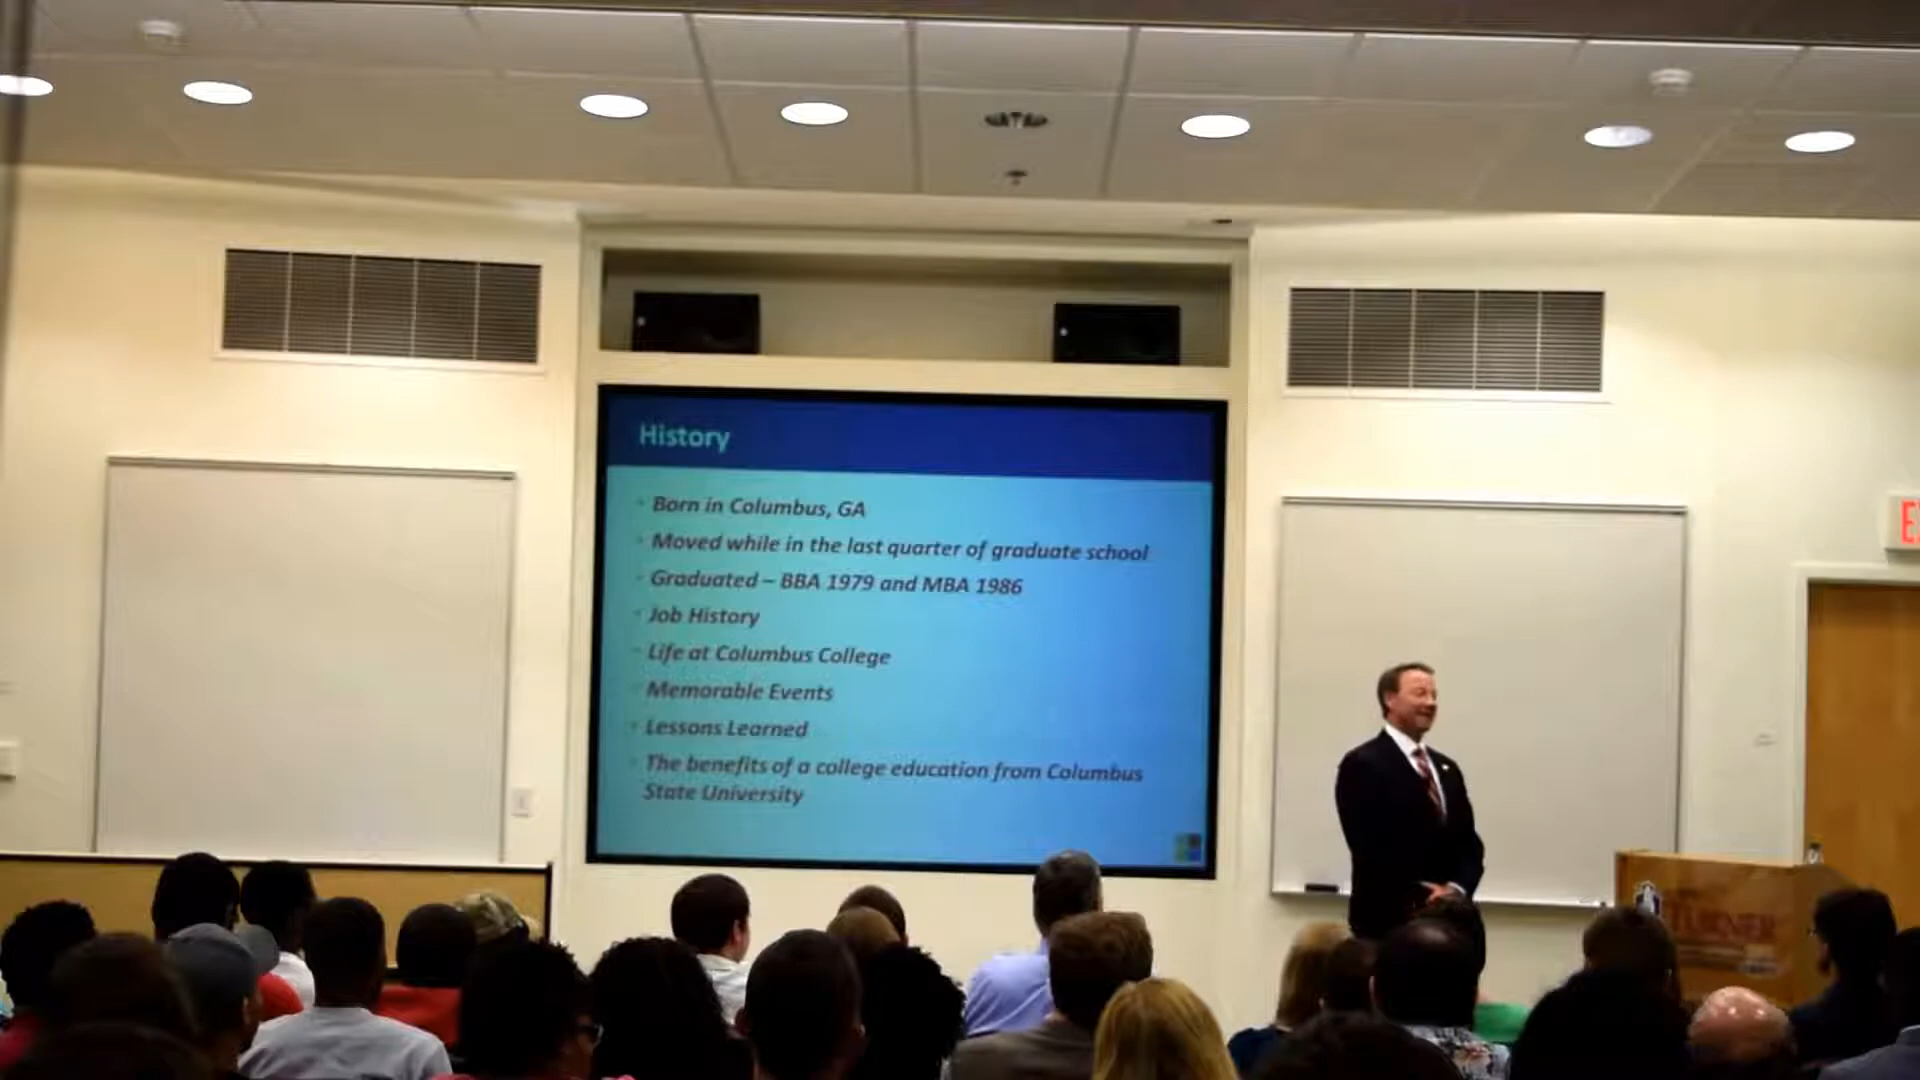 History
Born in Columbus, GA
Moved while in the last quarter of graduate school
Graduated – BBA 1979 and MBA 1986
Job History
Life at Columbus College
Memorable Events
Lessons Learned
The benefits of a college education from Columbus
State University
TURNER